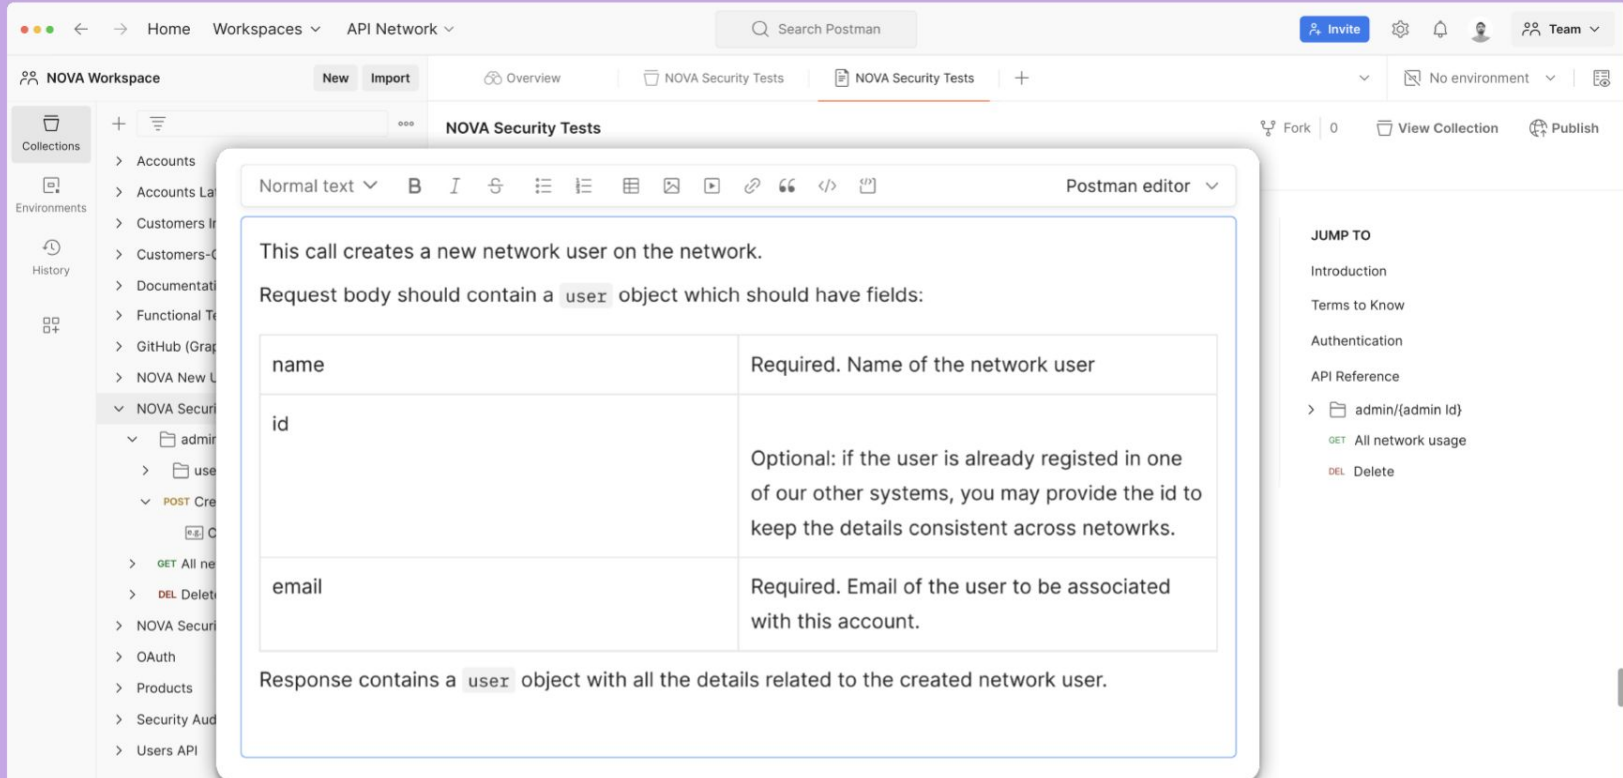 Home Workspaces API Network Search Postman Invite Team
NOVA Workspace New Import Overview NOVA Security Tests NOVA Security Tests No environment
Collections
Environments
History
Accounts
Accounts
Customers
Documentati
Functional
GitHub
NOVA New
NOVA Securi
admin
use
POST Cre
e.g. C
GET All ne
DEL Delet
NOVA Securi
OAuth
Products
Security Aud
Users API
NOVA Security Tests Fork 0 View Collection Publish
Normal text B I S Postman editor
This call creates a new network user on the network.
Request body should contain a user object which should have fields:
name Required. Name of the network user
id
Optional: if the user is already registed in one
of our other systems, you may provide the id to
keep the details consistent across netowrks.
email Required. Email of the user to be associated
with this account.
Response contains a user object with all the details related to the created network user.
JUMP TO
Introduction
Terms to Know
Authentication
API Reference
admin/{admin Id}
GET All network usage
DEL Delete